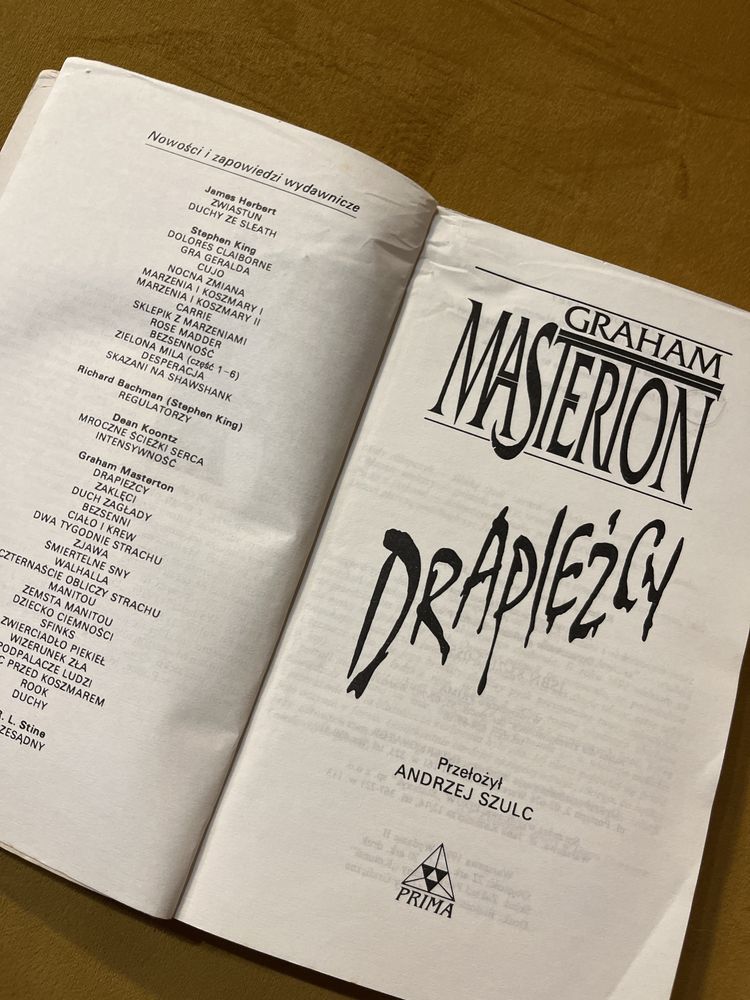 Nowości i zapowiedzi wydawnicze
James Herbert
ZWIASTUN
DUCHY ZE SLEATH
Stephen King
DOLORES CLAIBORNE
GRA GERALDA
CUJO
NOCNA ZMIANA
MARZENIA I KOSZMARY I
MARZENIA I KOSZMARY II
CARRIE
SKLEPIK Z MARZENIAMI
ROSE MADDER
BEZSENNOŚĆ
ZIELONA MILA (część 1–6)
DESPERACJA
SKAZANI NA SHAWSHANK
Richard Bachman (Stephen King)
REGULATORZY
Dean Koontz
MROCZNE ŚCIEŻKI SERCA
INTENSYWNOŚĆ
Graham Masterton
DRAPIEŻCY
ZAKLĘCI
DUCH ZAGŁADY
BEZSENNI
CIAŁO I KREW
DWA TYGODNIE STRACHU
ZJAWA
ŚMIERTELNE SNY
WALHALLA
CZTERNAŚCIE OBLICZY STRACHU
MANITOU
ZEMSTA MANITOU
DZIECKO CIEMNOŚCI
SFINKS
ZWIERCIADŁO PIEKIEŁ
WIZERUNEK ZŁA
PODPALACZE LUDZI
C PRZED KOSZMAREM
ROOK
DUCHY
R. L. Stine
ZESĄDNY
GRAHAM
MASTERTON
DRAPIEŻCY
Przełożył
ANDRZEJ SZULC
PRIMA